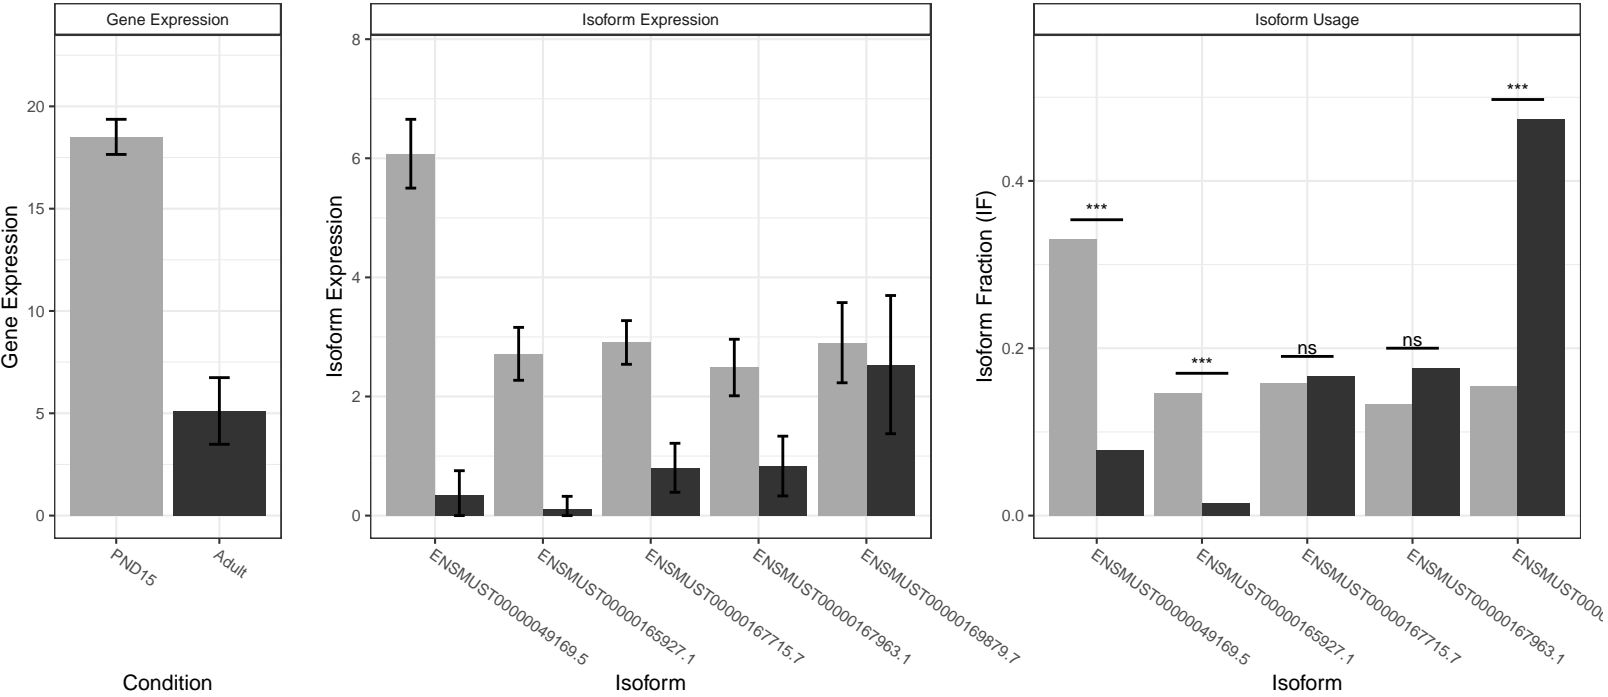 Gene Expression
Isoform Expression
Isoform Usage
Gene Expression
20
15
10
5
0
PND15
Adult
Condition
Isoform Expression
8
6
4
2
0
ENSMUST00000049169.5
ENSMUST00000165927.1
ENSMUST00000167715.7
ENSMUST00000167963.1
ENSMUST00000169879.7
Isoform
Isoform Fraction (IF)
0.4
0.2
0.0
***
***
ns
ns
***
ENSMUST00000049169.5
ENSMUST00000165927.1
ENSMUST00000167715.7
ENSMUST00000167963.1
Isoform